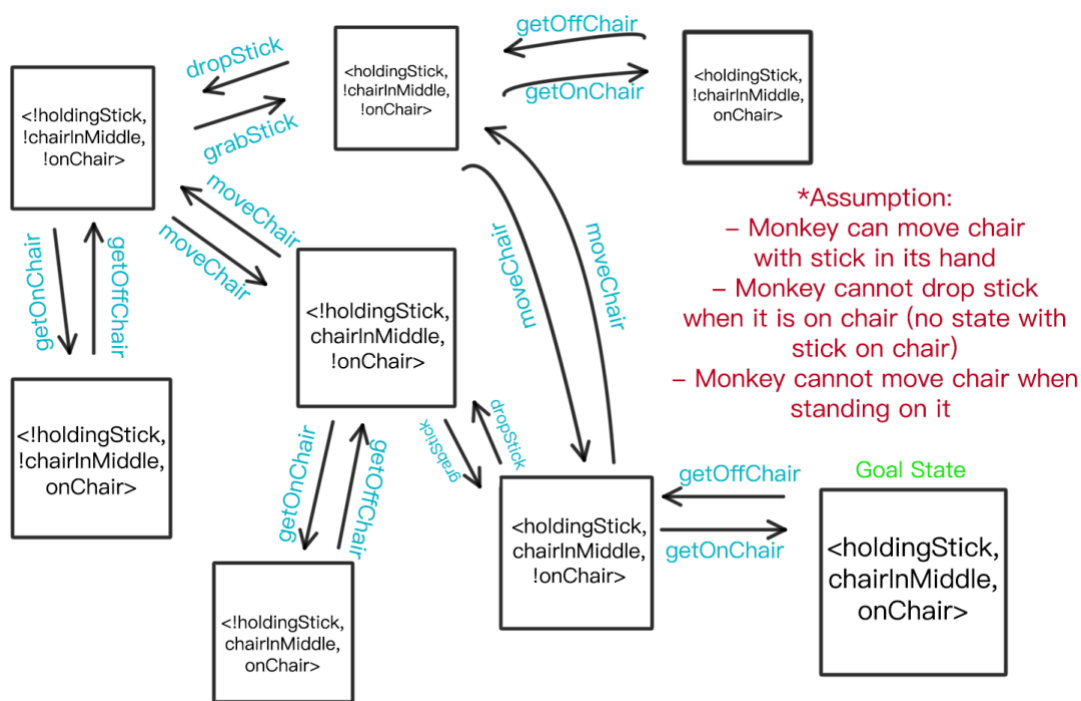 getOffChair
dropStick
<holdingStick,
!chairInMiddle,
!onChair>
getOnChair
<holdingStick,
!chairInMiddle,
onChair>
<!holdingStick,
!chairInMiddle,
!onChair>
grabStick
moveChair
moveChair
*Assumption:
– Monkey can move chair
with stick in its hand
– Monkey cannot drop stick
when it is on chair (no state with
stick on chair)
– Monkey cannot move chair when
standing on it
getOnChair
getOffChair
moveChair
moveChair
<!holdingStick,
chairInMiddle,
!onChair>
<!holdingStick,
!chairInMiddle,
onChair>
getOnChair
getOffChair
grabStick
dropStick
<holdingStick,
chairInMiddle,
!onChair>
getOffChair
getOnChair
Goal State
<holdingStick,
chairInMiddle,
onChair>
<!holdingStick,
chairInMiddle,
onChair>